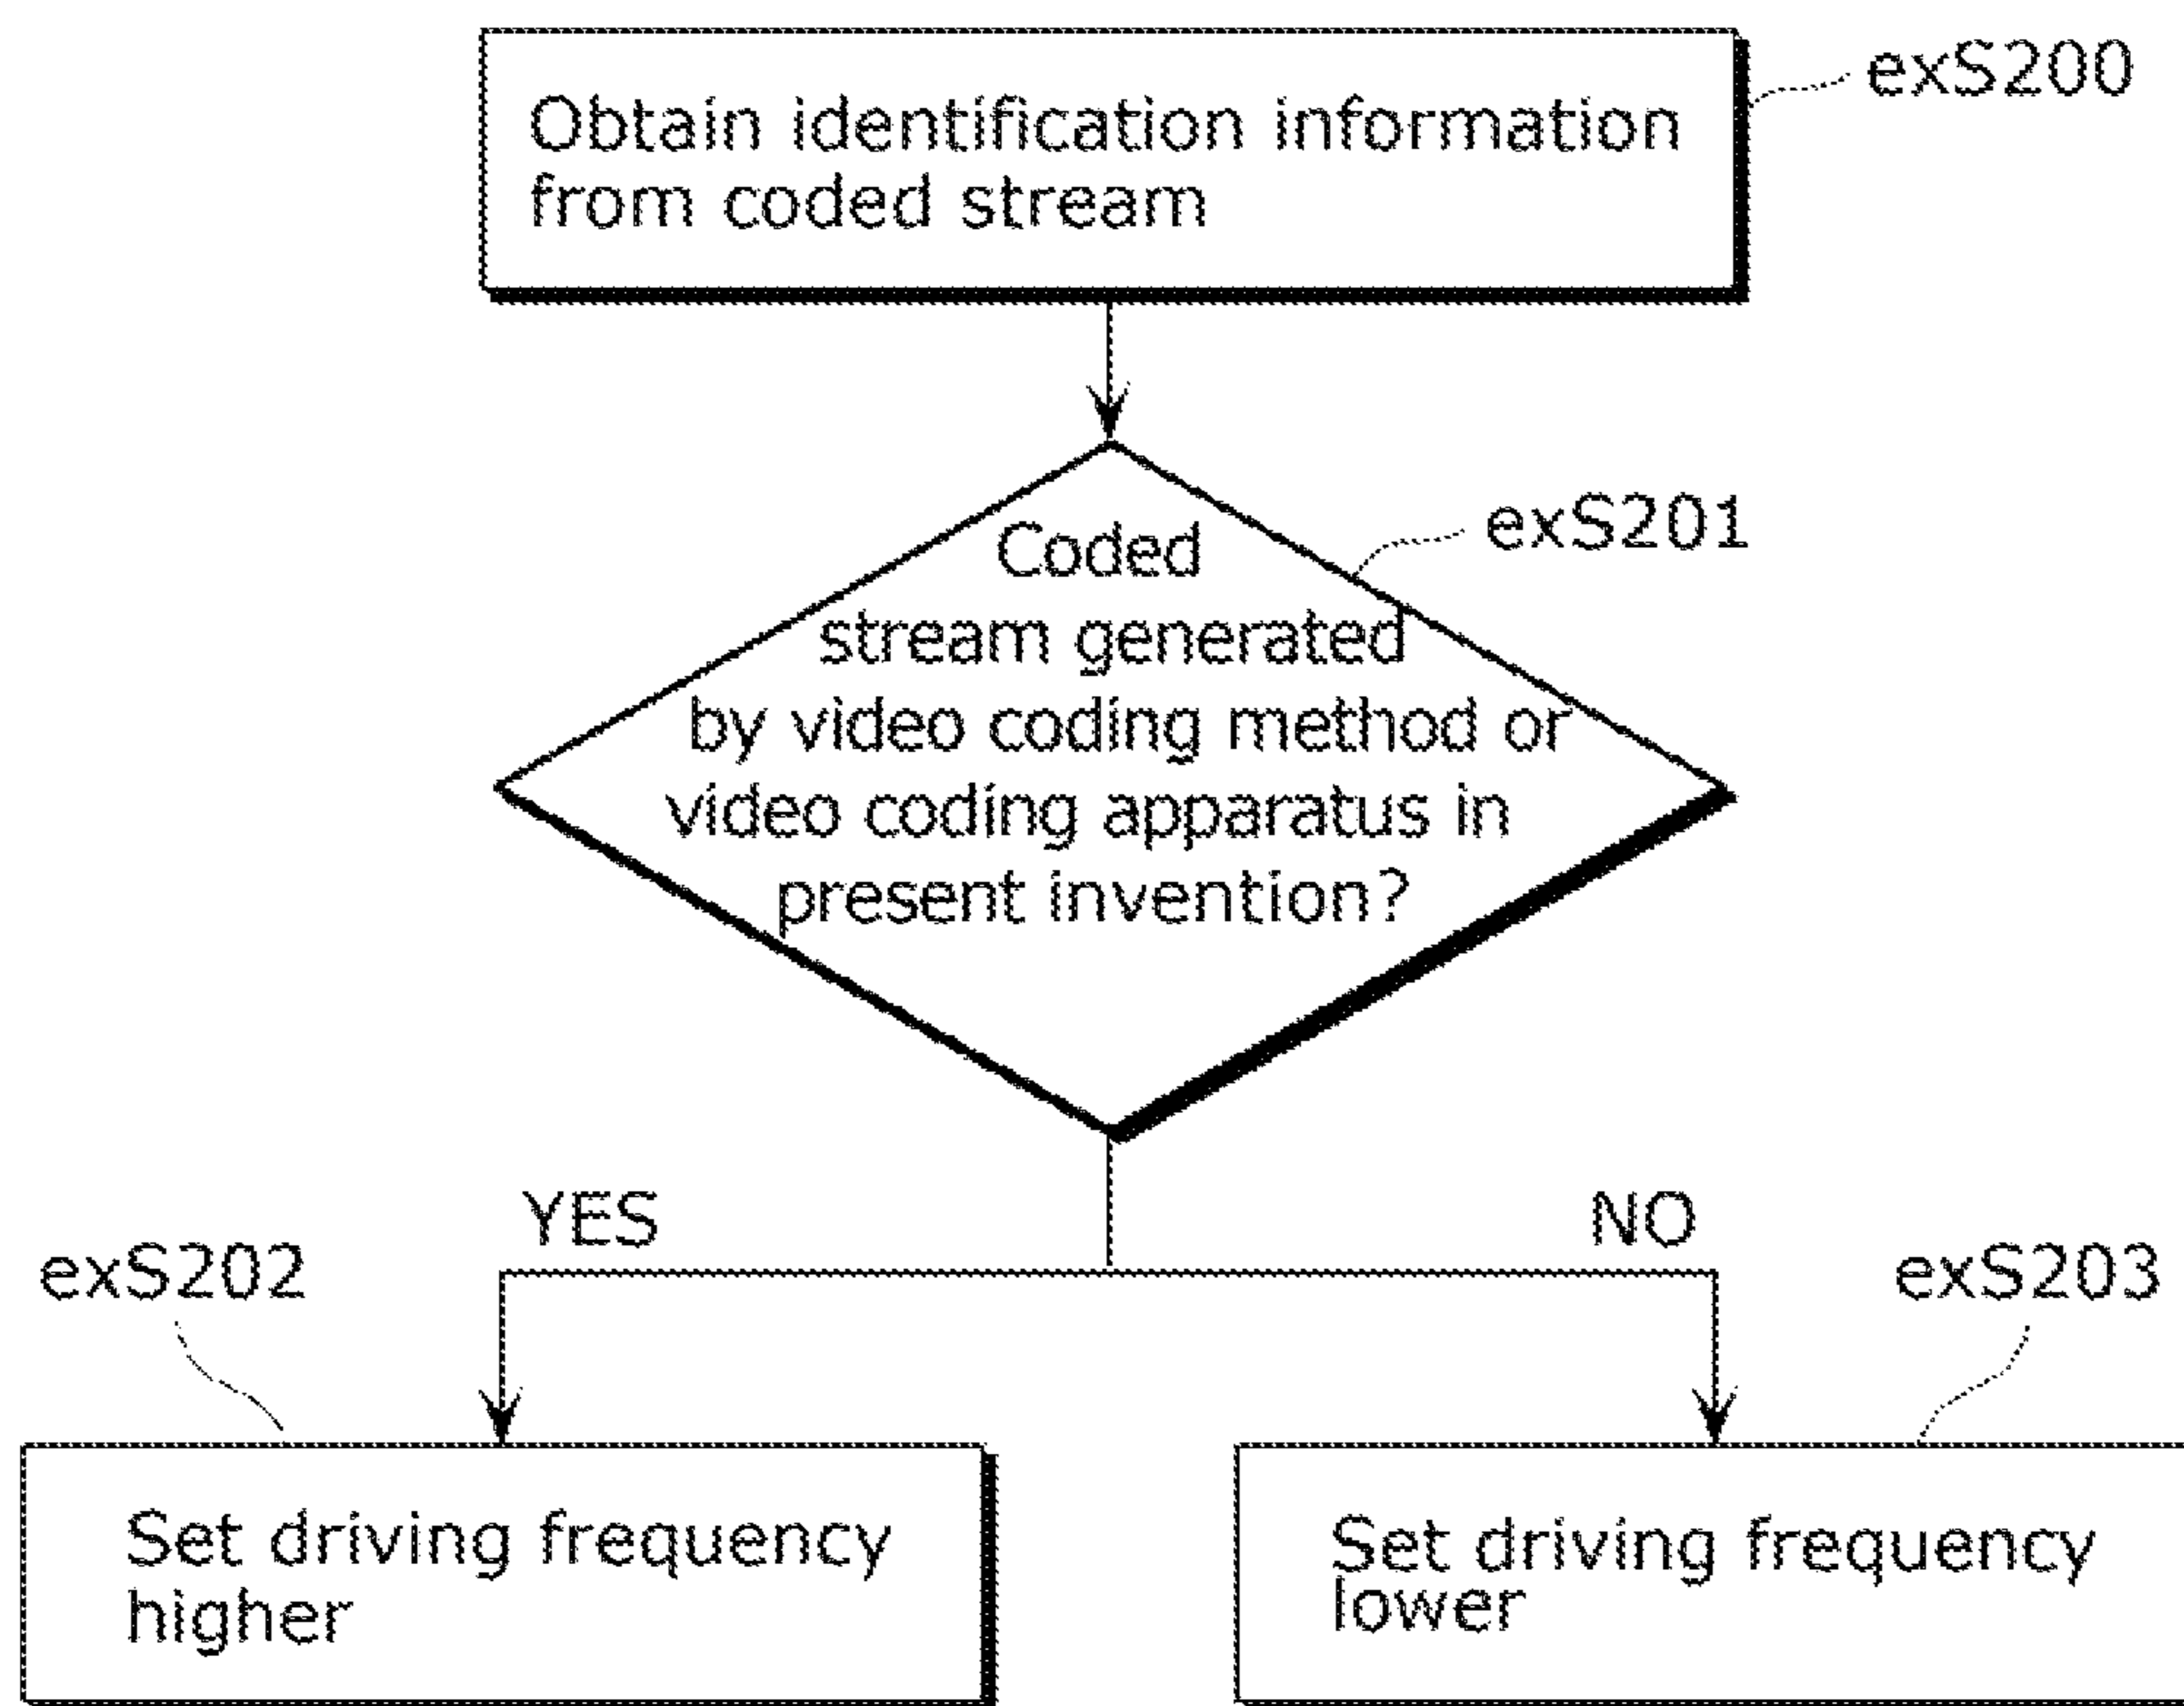 Obtain identification information
from coded stream
exS200
Coded
stream generated
by video coding method or
video coding apparatus in
present invention?
exS201
YES
NO
exS202
exS203
Set driving frequency
higher
Set driving frequency
lower